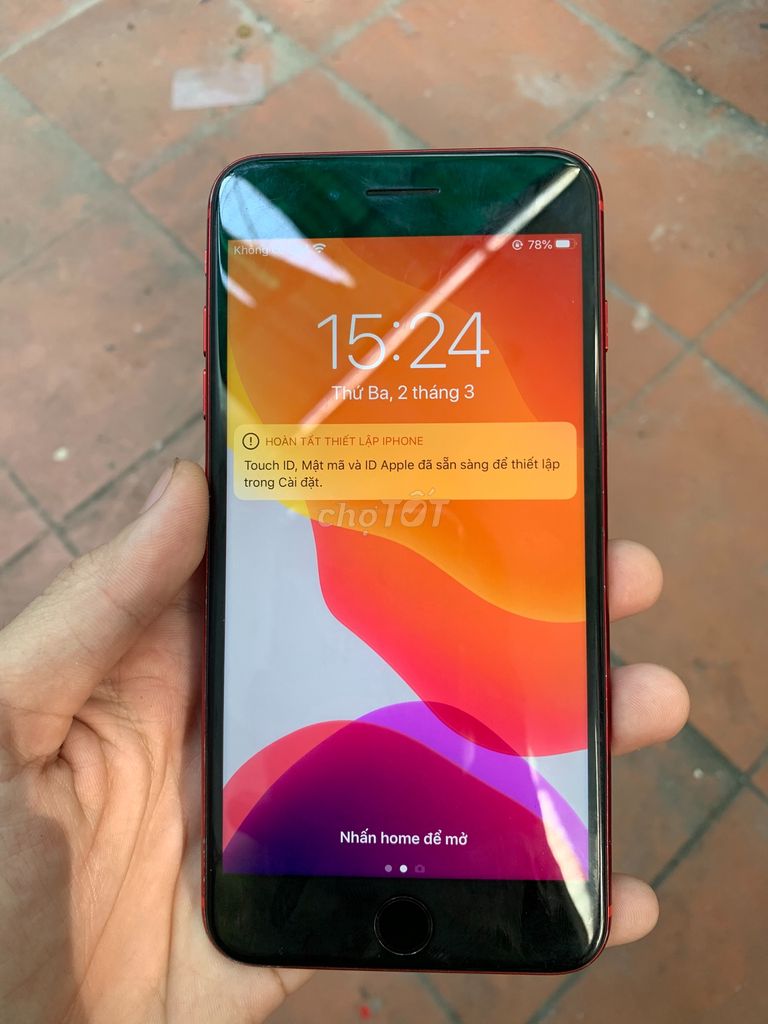 Không
78%
15:24
Thứ Ba, 2 tháng 3
HOÀN TẤT THIẾT LẬP IPHONE
Touch ID, Mật mã và ID Apple đã sẵn sàng để thiết lập
trong Cài đặt.
chợTỐT
Nhấn home để mở